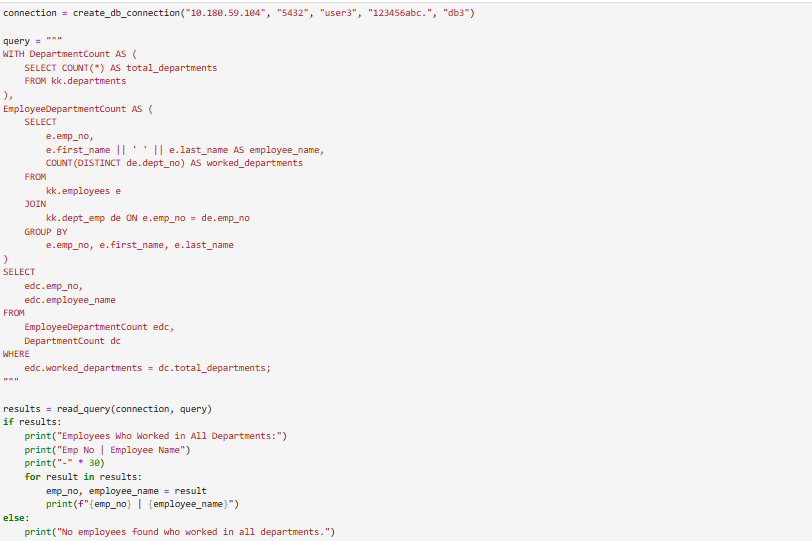 connection = create_db_connection("10.180.59.104", "5432", "user3", "123456abc.", "db3")

query = """
WITH DepartmentCount AS (
    SELECT COUNT(*) AS total_departments
    FROM kk.departments
),
EmployeeDepartmentCount AS (
    SELECT
        e.emp_no,
        e.first_name || ' ' || e.last_name AS employee_name,
        COUNT(DISTINCT de.dept_no) AS worked_departments
    FROM
        kk.employees e
    JOIN
        kk.dept_emp de ON e.emp_no = de.emp_no
    GROUP BY
        e.emp_no, e.first_name, e.last_name
)
SELECT
    edc.emp_no,
    edc.employee_name
FROM
    EmployeeDepartmentCount edc,
    DepartmentCount dc
WHERE
    edc.worked_departments = dc.total_departments;
"""

results = read_query(connection, query)
if results:
    print("Employees Who Worked in All Departments:")
    print("Emp No | Employee Name")
    print("-" * 30)
    for result in results:
        emp_no, employee_name = result
        print(f"{emp_no} | {employee_name}")
else:
    print("No employees found who worked in all departments.")